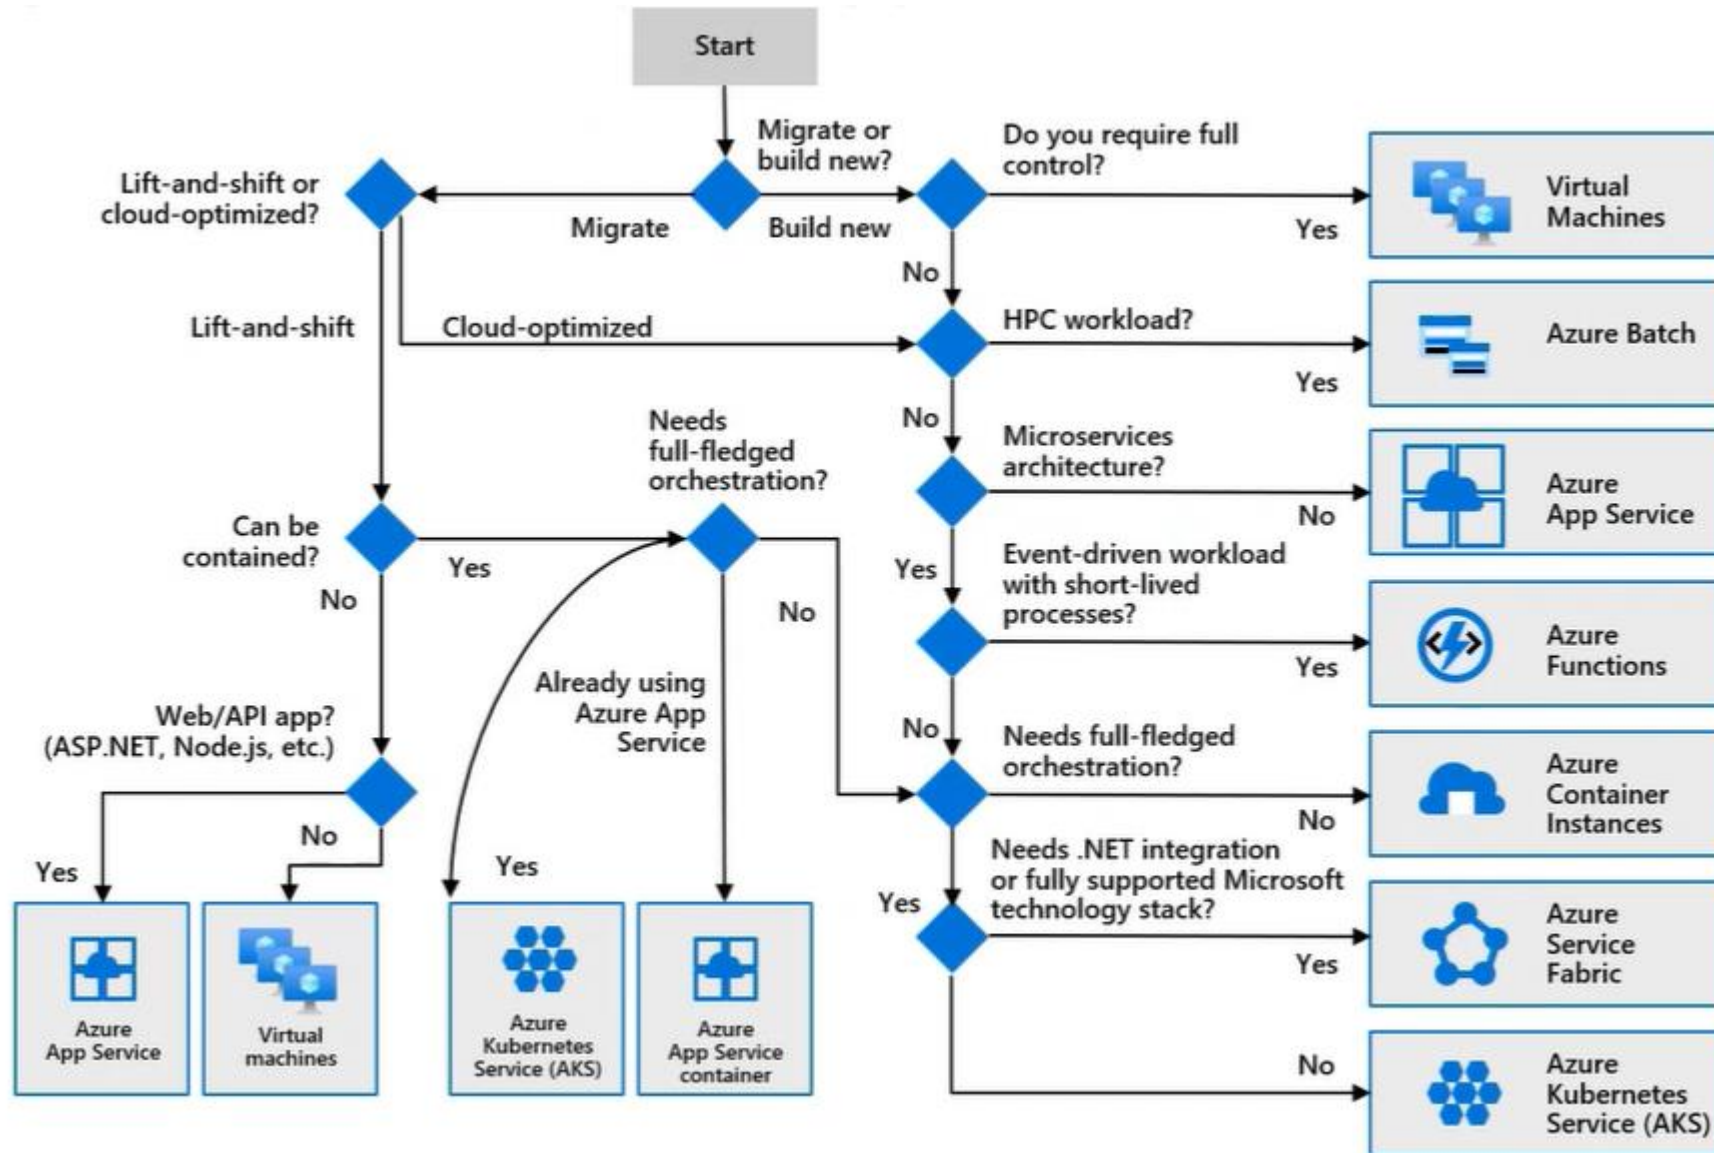 Start
Migrate or
build new?
Do you require full
control?
Lift-and-shift or
cloud-optimized?
Migrate
Build new
Yes
Virtual
Machines
No
Lift-and-shift
Cloud-optimized
HPC workload?
Yes
Azure Batch
No
Needs
full-fledged
orchestration?
Microservices
architecture?
No
Azure
App Service
Can be
contained?
Yes
No
No
Yes
Event-driven workload
with short-lived
processes?
Yes
Azure
Functions
Already using
Azure App
Service
No
Web/API app?
(ASP.NET, Node.js, etc.)
Needs full-fledged
orchestration?
No
Azure
Container
Instances
Yes
No
Yes
Yes
Needs .NET integration
or fully supported Microsoft
technology stack?
Yes
Azure
Service
Fabric
Azure
App Service
Virtual
machines
Azure
Kubernetes
Service (AKS)
Azure
App Service
container
No
Azure
Kubernetes
Service (AKS)